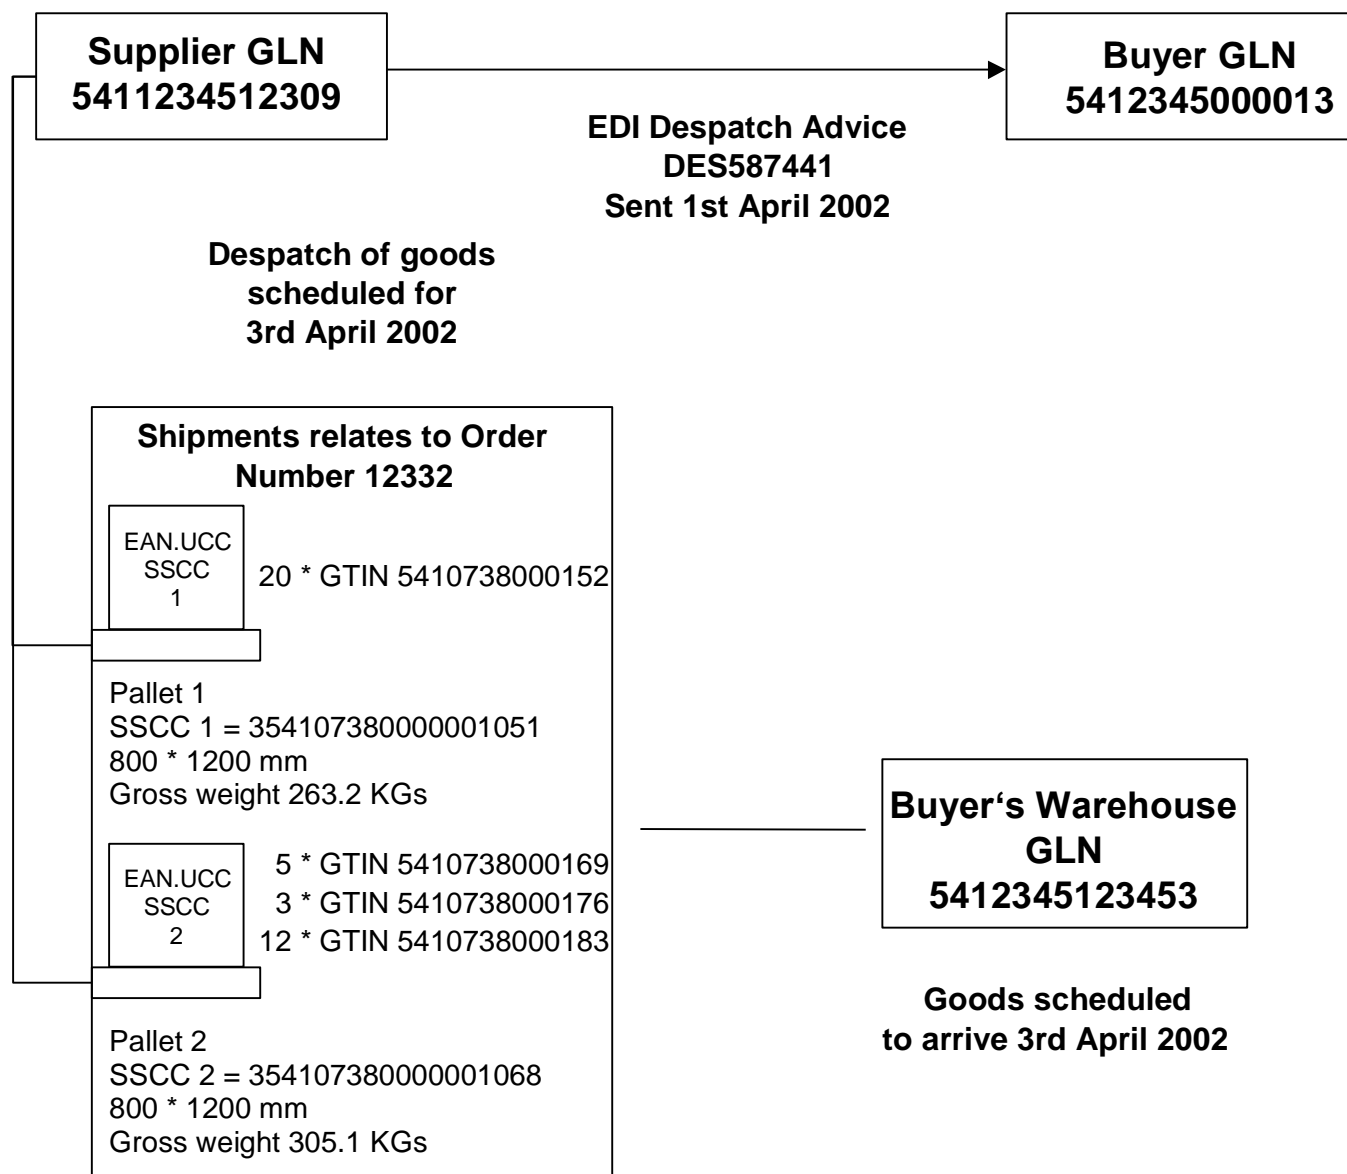 Supplier GLN
5411234512309
Buyer GLN
5412345000013
EDI Despatch Advice
DES587441
Sent 1st April 2002
Despatch of goods
scheduled for
3rd April 2002
Shipments relates to Order
Number 12332
EAN.UCC
SSCC
1
20 * GTIN 5410738000152
Pallet 1
SSCC 1 = 354107380000001051
800 * 1200 mm
Gross weight 263.2 KGs
EAN.UCC
SSCC
2
5 * GTIN 5410738000169
3 * GTIN 5410738000176
12 * GTIN 5410738000183
Pallet 2
SSCC 2 = 354107380000001068
800 * 1200 mm
Gross weight 305.1 KGs
Buyer‘s Warehouse
GLN
5412345123453
Goods scheduled
to arrive 3rd April 2002